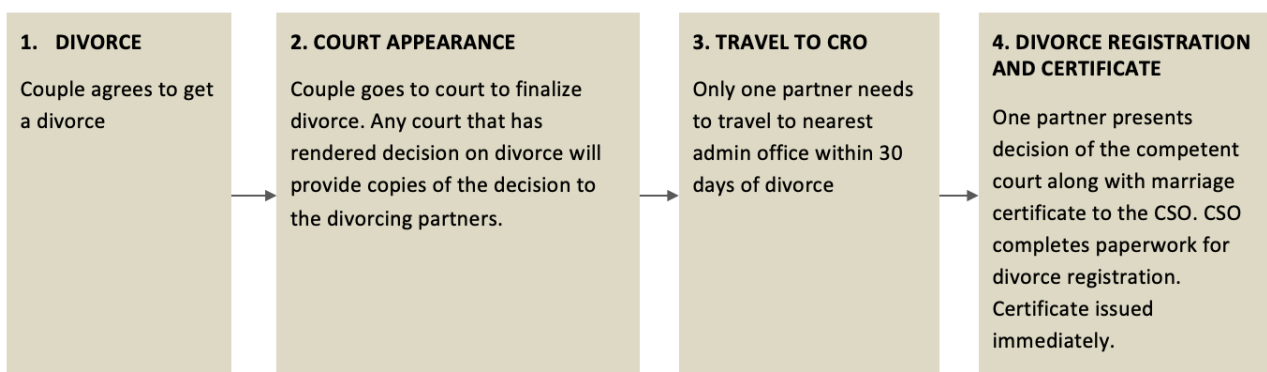 1. DIVORCE
Couple agrees to get
a divorce
2. COURT APPEARANCE
Couple goes to court to finalize
divorce. Any court that has
rendered decision on divorce will
provide copies of the decision to
the divorcing partners.
3. TRAVEL TO CRO
Only one partner needs
to travel to nearest
admin office within 30
days of divorce
4. DIVORCE REGISTRATION
AND CERTIFICATE
One partner presents
decision of the competent
court along with marriage
certificate to the CSO. CSO
completes paperwork for
divorce registration.
Certificate issued
immediately.